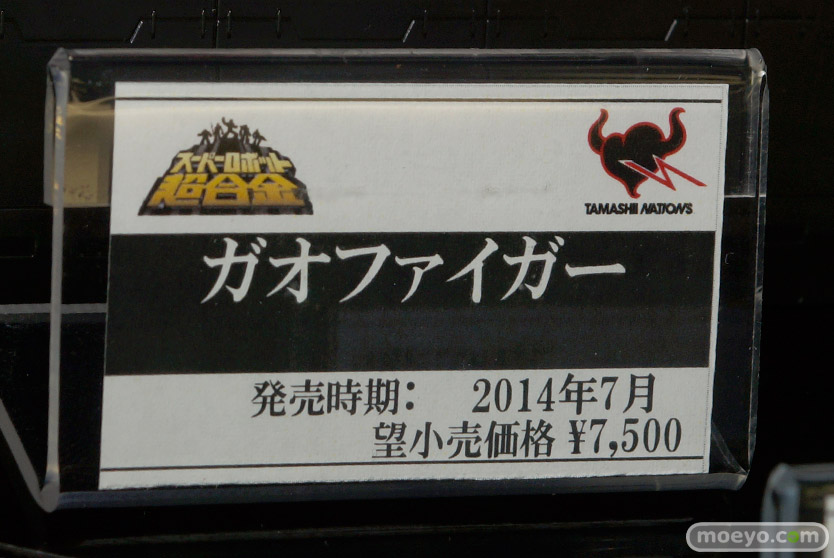 スーパーロボット
超合金
TAMASHII NATIONS
ガオファイガー
発売時期： 2014年7月
望小売価格 ¥7,500
moeyo.com